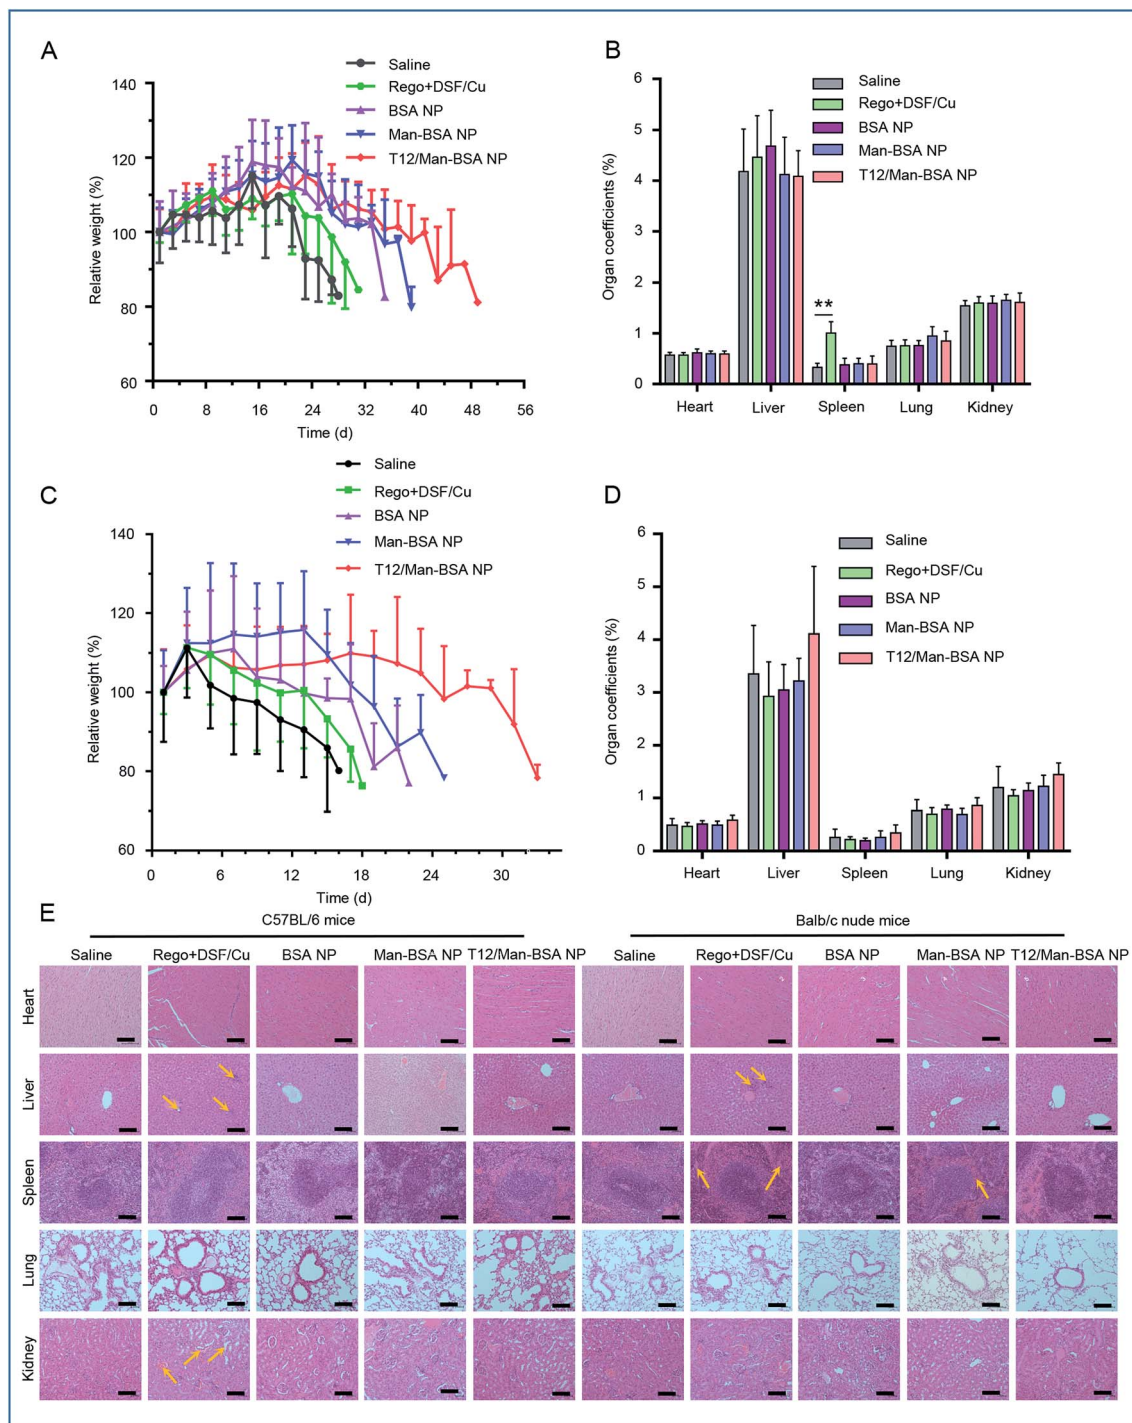 A
Saline
Rego+DSF/Cu
BSA NP
Man-BSA NP
T12/Man-BSA NP
Relative weight (%)
140
120
100
80
60
0 8 16 24 32 40 48 56
Time (d)
B
Saline
Rego+DSF/Cu
BSA NP
Man-BSA NP
T12/Man-BSA NP
**
Organ coefficients (%)
6
5
4
3
2
1
0
Heart Liver Spleen Lung Kidney
C
Saline
Rego+DSF/Cu
BSA NP
Man-BSA NP
T12/Man-BSA NP
Relative weight (%)
140
120
100
80
60
0 6 12 18 24 30
Time (d)
D
Saline
Rego+DSF/Cu
BSA NP
Man-BSA NP
T12/Man-BSA NP
Organ coefficients (%)
6
5
4
3
2
1
0
Heart Liver Spleen Lung Kidney
E
C57BL/6 mice Balb/c nude mice
Saline Rego+DSF/Cu BSA NP Man-BSA NP T12/Man-BSA NP Saline Rego+DSF/Cu BSA NP Man-BSA NP T12/Man-BSA NP
Heart
Liver
Spleen
Lung
Kidney